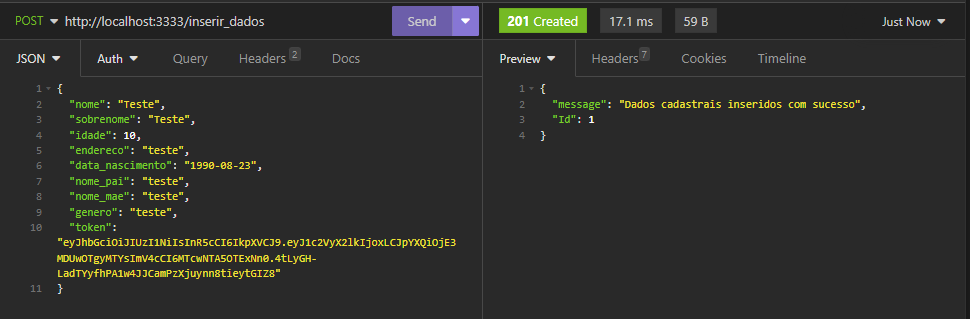 POST http://localhost:3333/inserir_dados Send 201 Created 17.1 ms 59 B Just Now
JSON Auth Query Headers 2 Docs Preview Headers 7 Cookies Timeline
1 {
2 "nome": "Teste",
3 "sobrenome": "Teste",
4 "idade": 10,
5 "endereco": "teste",
6 "data_nascimento": "1990-08-23",
7 "nome_pai": "teste",
8 "nome_mae": "teste",
9 "genero": "teste",
10 "token":
"eyJhbGciOiJIUzI1NiIsInR5cCI6IkpXVCJ9.eyJ1c2VyX2lkIjoxLCJpYXQiOjE3
MDUwOTgyMTYsImV4cCI6MTcwNTA5OTExNn0.4tLyGH-
LadTYyfhPA1w4JJCamPzXjuynn8tieytGIZ8"
11 }
1 {
2 "message": "Dados cadastrais inseridos com sucesso",
3 "Id": 1
4 }